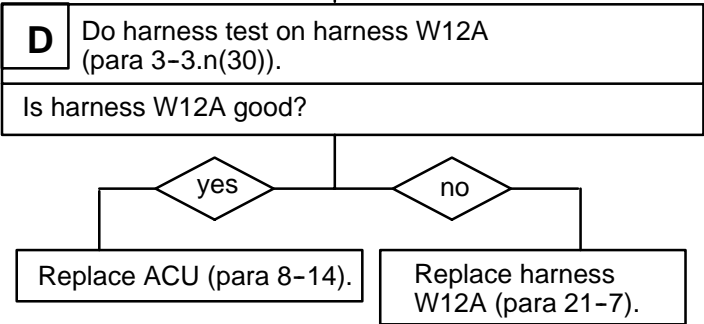 D
Do harness test on harness W12A
(para 3-3.n(30)).
Is harness W12A good?
yes
no
Replace ACU (para 8-14).
Replace harness
W12A (para 21-7).